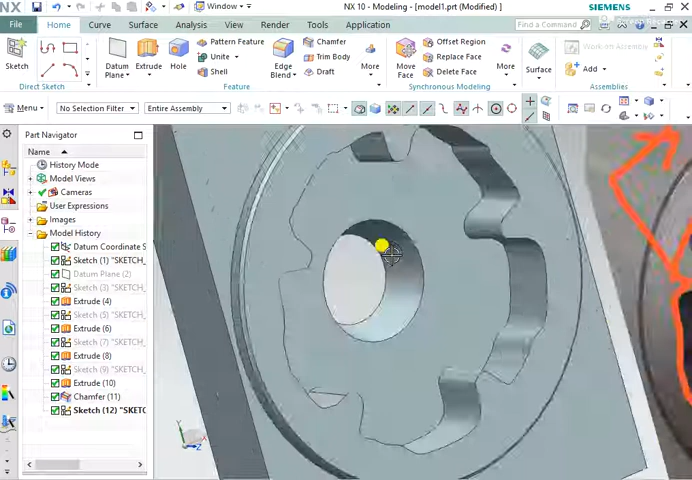 Window
NX 10 - Modeling - [model1.prt (Modified) ]
SIEMENS
File
Home
Curve
Surface
Analysis
View
Render
Tools
Application
Find a Command
Sketch
Direct Sketch
Datum Plane
Extrude
Hole
Pattern Feature
Unite
Shell
Edge Blend
Chamfer
Trim Body
Draft
More
Feature
Move Face
Offset Region
Replace Face
Delete Face
More
Synchronous Modeling
Surface
Work on Assembly
Add
Assemblies
Menu
No Selection Filter
Entire Assembly
Part Navigator
Name
History Mode
Model Views
Cameras
User Expressions
Images
Model History
Datum Coordinate S
Sketch (1) "SKETCH_
Datum Plane (2)
Sketch (3) "SKETCH_
Extrude (4)
Sketch (5) "SKETCH_
Extrude (6)
Sketch (7) "SKETCH_
Extrude (8)
Sketch (9) "SKETCH_
Extrude (10)
Chamfer (11)
Sketch (12) "SKETC
Z